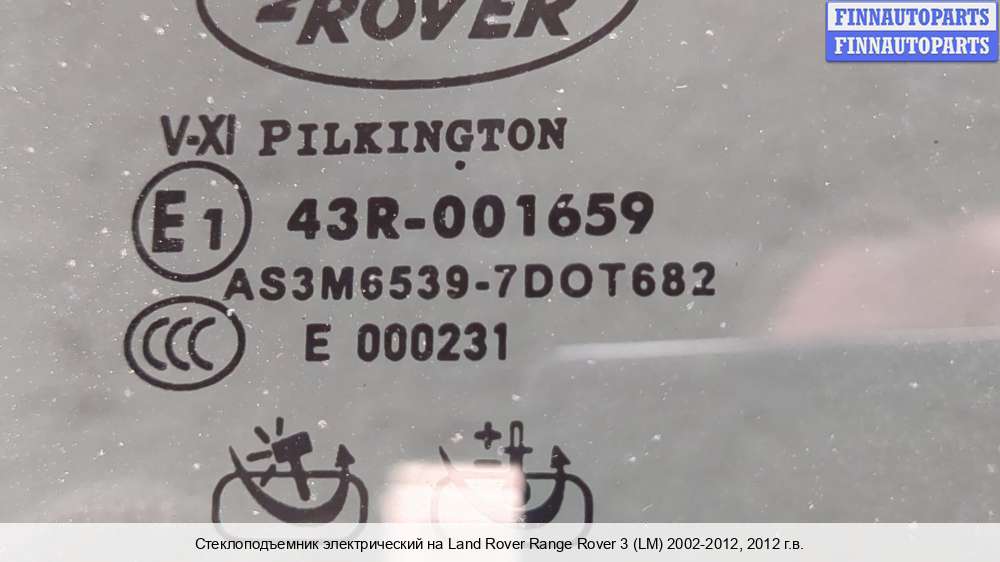 FINNAUTOPARTS
FINNAUTOPARTS
-ROVER
V-XI PILKINGTON
E1 43R-001659
AS3M6539-7DOT682
CCC E 000231
Стеклоподъемник электрический на Land Rover Range Rover 3 (LM) 2002-2012, 2012 г.в.